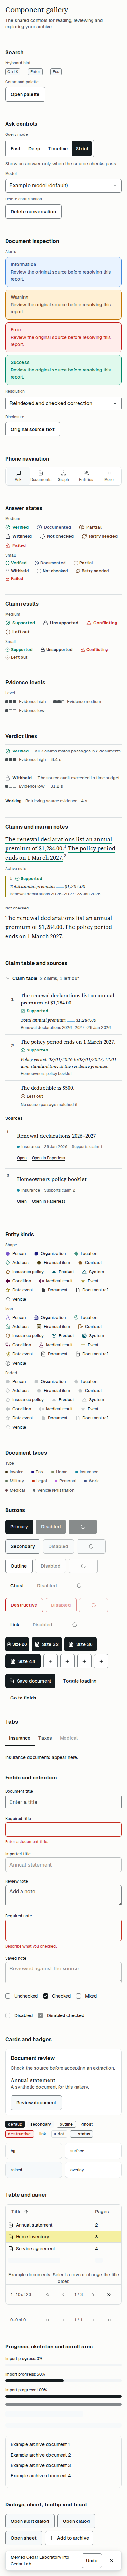 Component gallery
The shared controls for reading, reviewing and exploring your archive.
Search
Keyboard hint
Ctrl K
Enter
Esc
Command palette
Open palette
Ask controls
Query mode
Fast
Deep
Timeline
Strict
Show an answer only when the source checks pass.
Model
Example model (default)
Delete confirmation
Delete conversation
Document inspection
Alerts
Information
Review the original source before resolving this report.
Warning
Review the original source before resolving this report.
Error
Review the original source before resolving this report.
Success
Review the original source before resolving this report.
Resolution
Reindexed and checked correction
Disclosure
Original source text
Phone navigation
Ask
Documents
Graph
Entities
More
Answer states
Medium
Verified
Documented
Partial
Withheld
Not checked
Retry needed
Failed
Small
Verified
Documented
Partial
Withheld
Not checked
Retry needed
Failed
Claim results
Medium
Supported
Unsupported
Conflicting
Left out
Small
Supported
Unsupported
Conflicting
Left out
Evidence levels
Level
Evidence high
Evidence medium
Evidence low
Verdict lines
Verified
All 3 claims match passages in 2 documents.
Evidence high
8.4 s
Withheld
The source audit exceeded its time budget.
Evidence low
31.2 s
Working
Retrieving source evidence
4 s
Claims and margin notes
The renewal declarations list an annual premium of $1,284.00.1 The policy period ends on 1 March 2027.2
Active note
1
Supported
Total annual premium ...... $1,284.00
Renewal declarations 2026–2027 · 28 Jan 2026
Not checked
The renewal declarations list an annual premium of $1,284.00. The policy period ends on 1 March 2027.
Claim table and sources
Claim table
2 claims, 1 left out
1
The renewal declarations list an annual premium of $1,284.00.
Supported
Total annual premium ...... $1,284.00
Renewal declarations 2026–2027 · 28 Jan 2026
2
The policy period ends on 1 March 2027.
Supported
Policy period: 03/01/2026 to 03/01/2027, 12:01 a.m. standard time at the residence premises.
Homeowners policy booklet
The deductible is $500.
Left out
No source passage matched it.
Sources
1
Renewal declarations 2026–2027
Insurance
28 Jan 2026
Supports claim 1
Open
Open in Paperless
2
Homeowners policy booklet
Insurance
Supports claim 2
Open
Open in Paperless
Entity kinds
Shape
Person
Organization
Location
Address
Financial item
Contract
Insurance policy
Product
System
Condition
Medical result
Event
Date event
Document
Document ref
Vehicle
Icon
Person
Organization
Location
Address
Financial item
Contract
Insurance policy
Product
System
Condition
Medical result
Event
Date event
Document
Document ref
Vehicle
Faded
Person
Organization
Location
Address
Financial item
Contract
Insurance policy
Product
System
Condition
Medical result
Event
Date event
Document
Document ref
Vehicle
Document types
Type
Invoice
Tax
Home
Insurance
Military
Legal
Personal
Work
Medical
Vehicle registration
Buttons
Primary
Disabled
Secondary
Disabled
Outline
Disabled
Ghost
Disabled
Destructive
Disabled
Link
Disabled
Size 28
Size 32
Size 36
Size 44
Save document
Toggle loading
Go to fields
Tabs
Insurance
Taxes
Medical
Insurance documents appear here.
Fields and selection
Document title
Enter a title
Required title
Enter a document title.
Imported title
Annual statement
Review note
Add a note
Required note
Describe what you checked.
Saved note
Reviewed against the source.
Unchecked
Checked
Mixed
Disabled
Disabled checked
Cards and badges
Document review
Check the source before accepting an extraction.
Annual statement
A synthetic document for this gallery.
Review document
default
secondary
outline
ghost
destructive
link
dot
status
bg
surface
raised
overlay
Table and pager
Title
Pages
Annual statement
2
Home inventory
3
Service agreement
4
Example documents. Select a row or change the title order.
1–10 of 23
1 / 3
0–0 of 0
1 / 1
Progress, skeleton and scroll area
Import progress: 0%
Import progress: 50%
Import progress: 100%
Example archive document 1
Example archive document 2
Example archive document 3
Example archive document 4
Dialogs, sheet, tooltip and toast
Open alert dialog
Open dialog
Open sheet
Add to archive
Merged Cedar Laboratory into Cedar Lab.
Undo